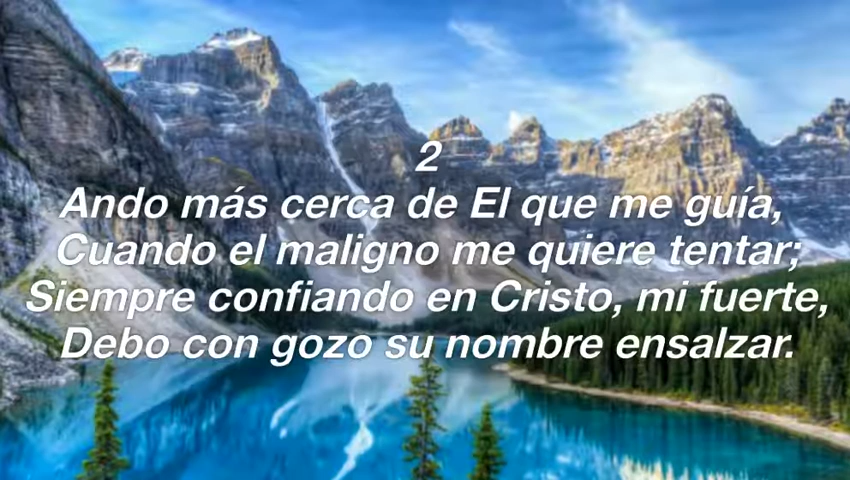 2
Ando más cerca de El que me guía,
Cuando el maligno me quiere tentar;
Siempre confiando en Cristo, mi fuerte,
Debo con gozo su nombre ensalzar.